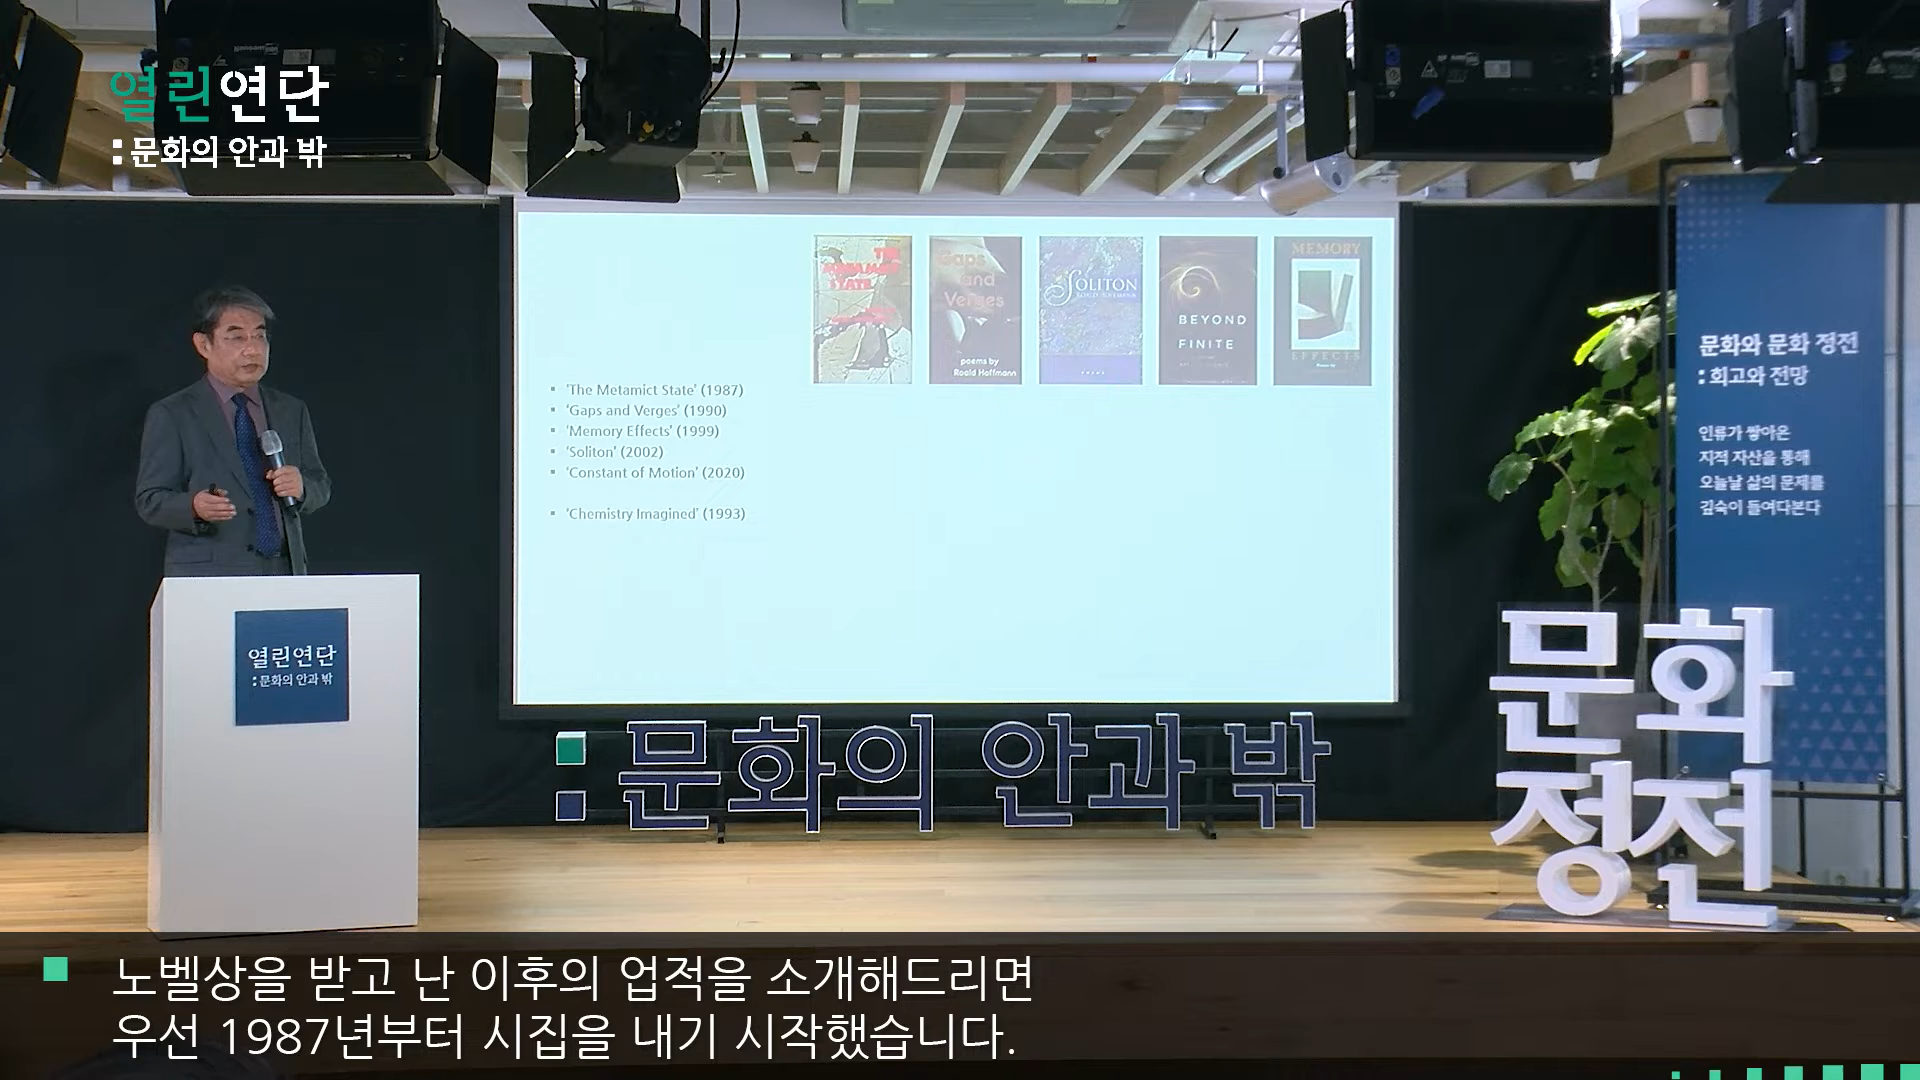 열린연단
:문화의 안과 밖
THE
METAMICT
STATE
Gaps
and
Verges
poems by
Roald Hoffmann
SOLITON
ROALD HOFFMANN
BEYOND
FINITE
MEMORY
EFFECTS
'The Metamict State' (1987)
'Gaps and Verges' (1990)
'Memory Effects' (1999)
'Soliton' (2002)
'Constant of Motion' (2020)
'Chemistry Imagined' (1993)
문화와 문화 정전
:회고와 전망
인류가 쌓아온
지적 자산을 통해
오늘날 삶의 문제를
깊숙이 들여다본다
열린연단
:문화의 안과 밖
:문화의 안과 밖
문화
정전
노벨상을 받고 난 이후의 업적을 소개해드리면
우선 1987년부터 시집을 내기 시작했습니다.